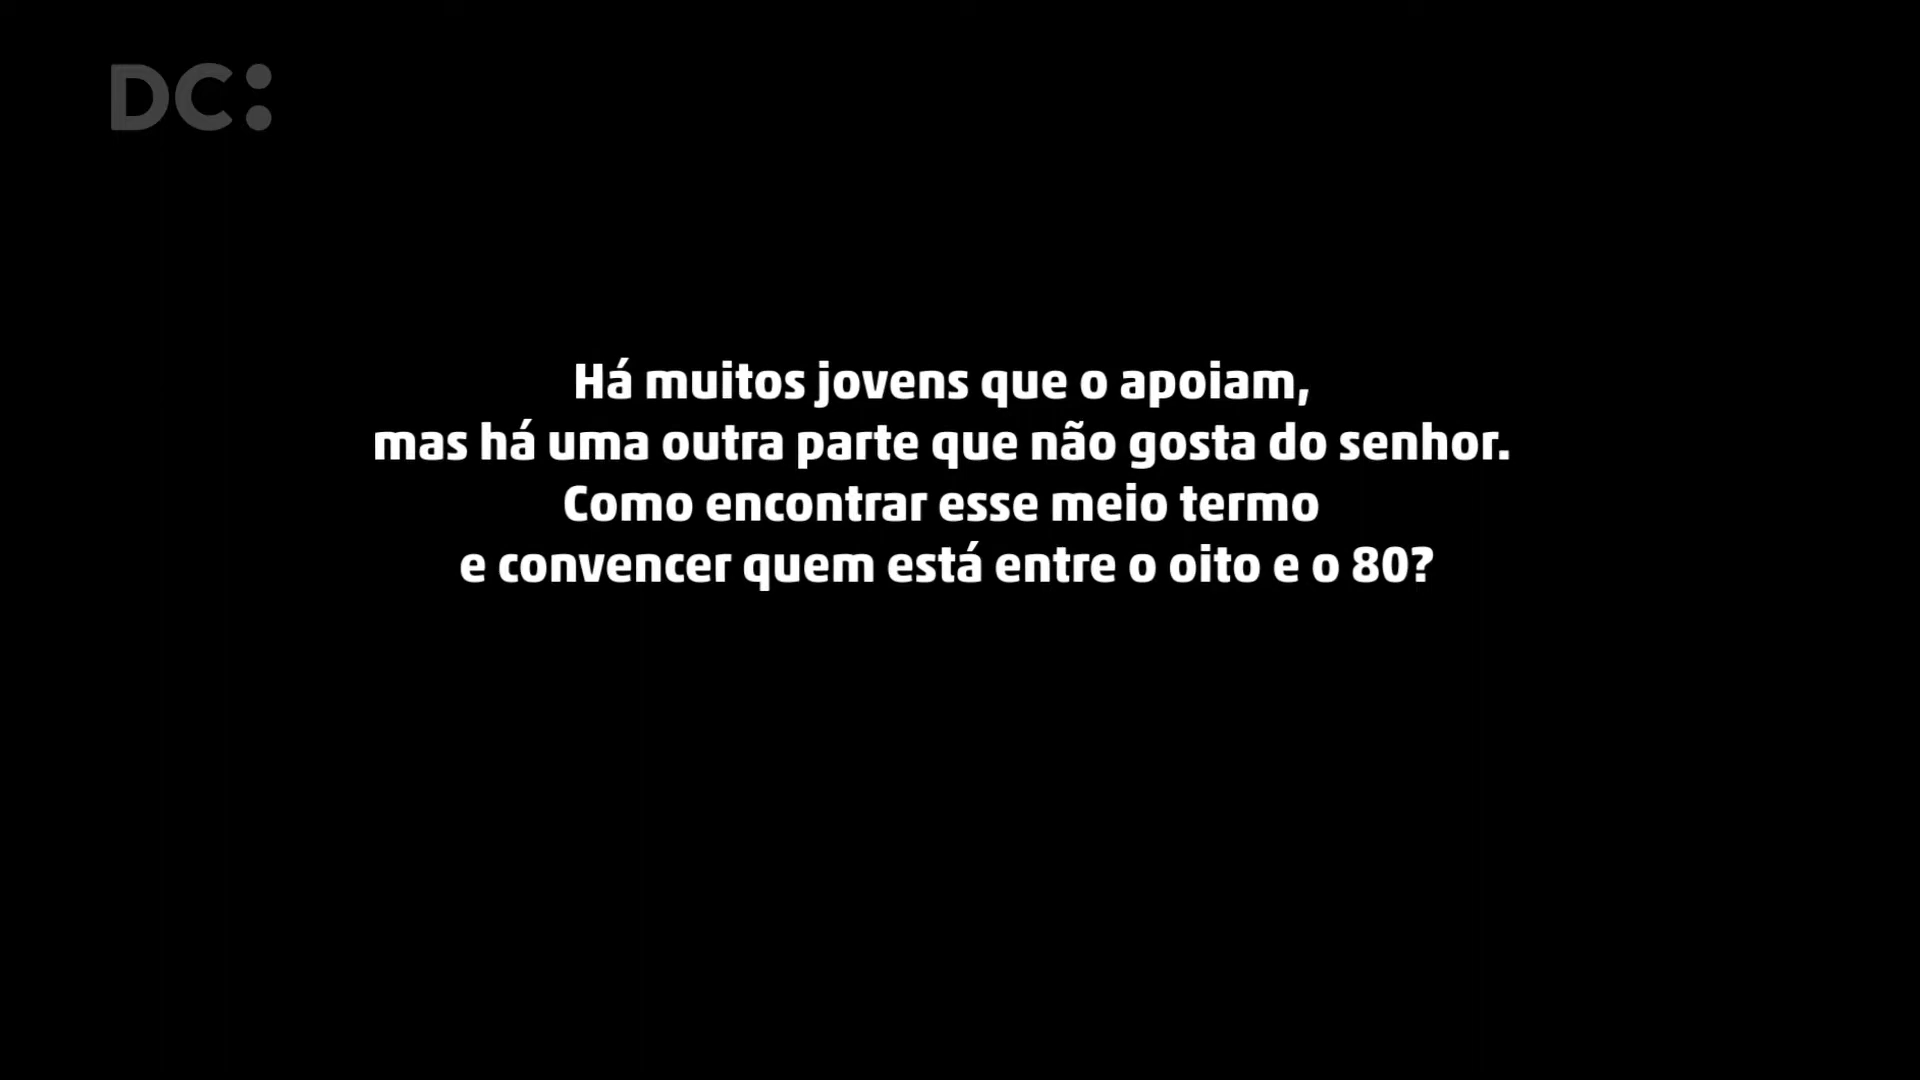 DC:
Há muitos jovens que o apoiam,
mas há uma outra parte que não gosta do senhor.
Como encontrar esse meio termo
e convencer quem está entre o oito e o 80?